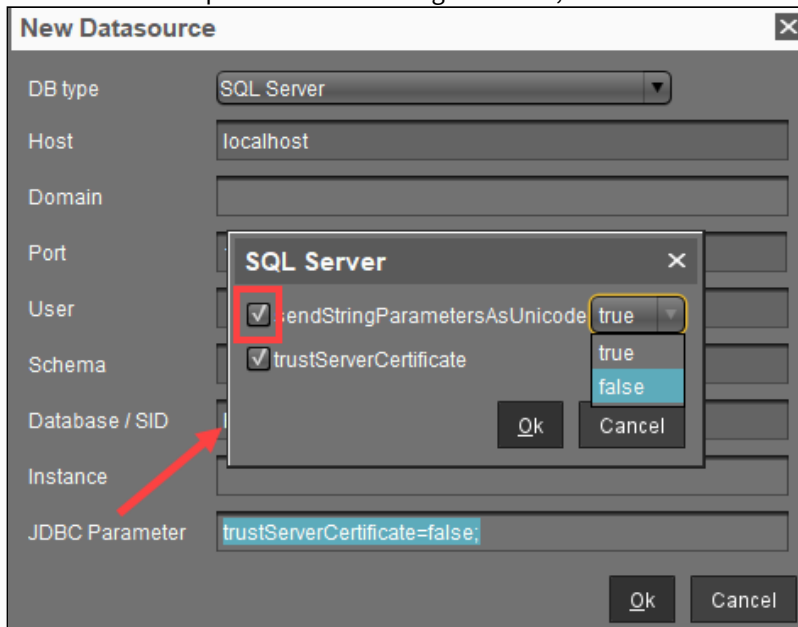 New Datasource
DB type SQL Server
Host localhost
Domain
Port
SQL Server
User
endStringParametersAsUnicode true
Schema
trustServerCertificate true
false
Database / SID
Ok Cancel
Instance
JDBC Parameter trustServerCertificate=false;
Ok Cancel